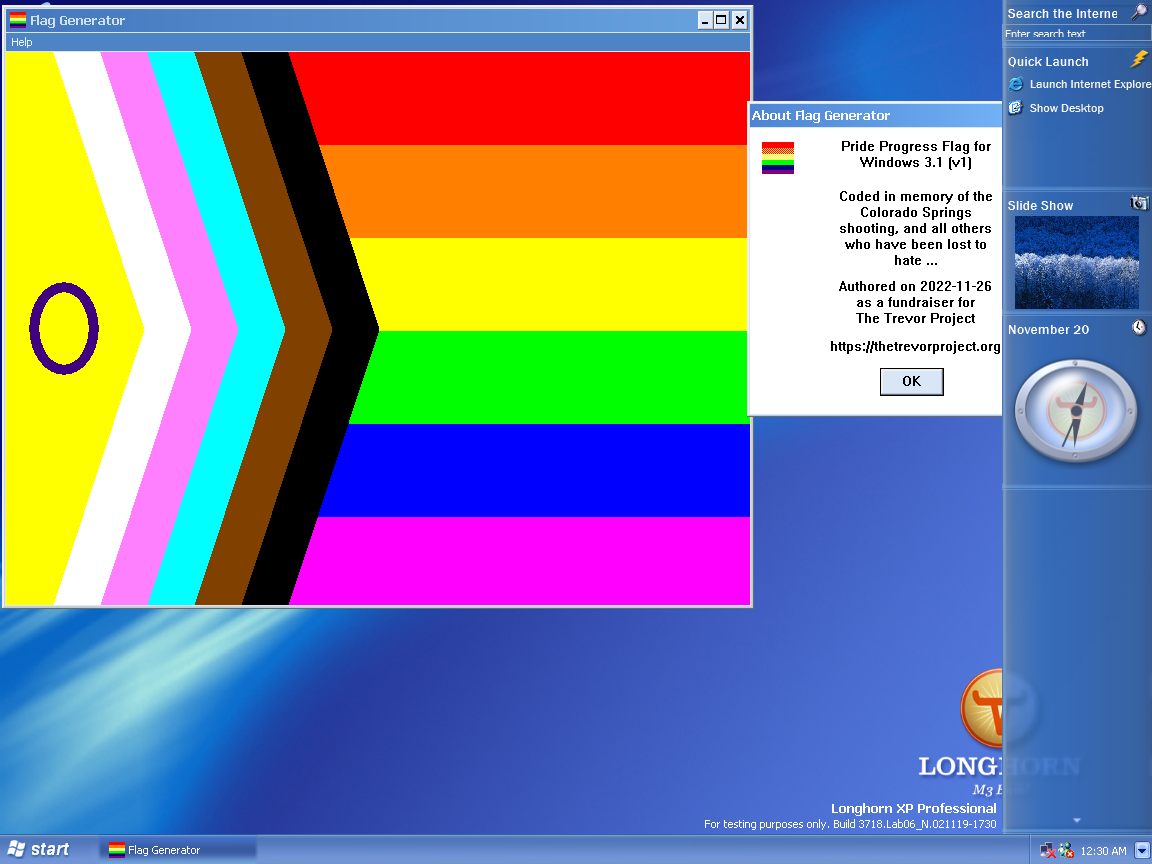 Flag Generator
Help
About Flag Generator
Pride Progress Flag for
Windows 3.1 (v1)
Coded in memory of the
Colorado Springs
shooting, and all others
who have been lost to
hate ...
Authored on 2022-11-26
as a fundraiser for
The Trevor Project
https://thetrevorproject.org
OK
Search the Interne
Enter search text
Quick Launch
Launch Internet Explore
Show Desktop
Slide Show
November 20
LONGHORN
M3 B
Longhorn XP Professional
For testing purposes only. Build 3718.Lab06_N.021119-1730
start
Flag Generator
12:30 AM